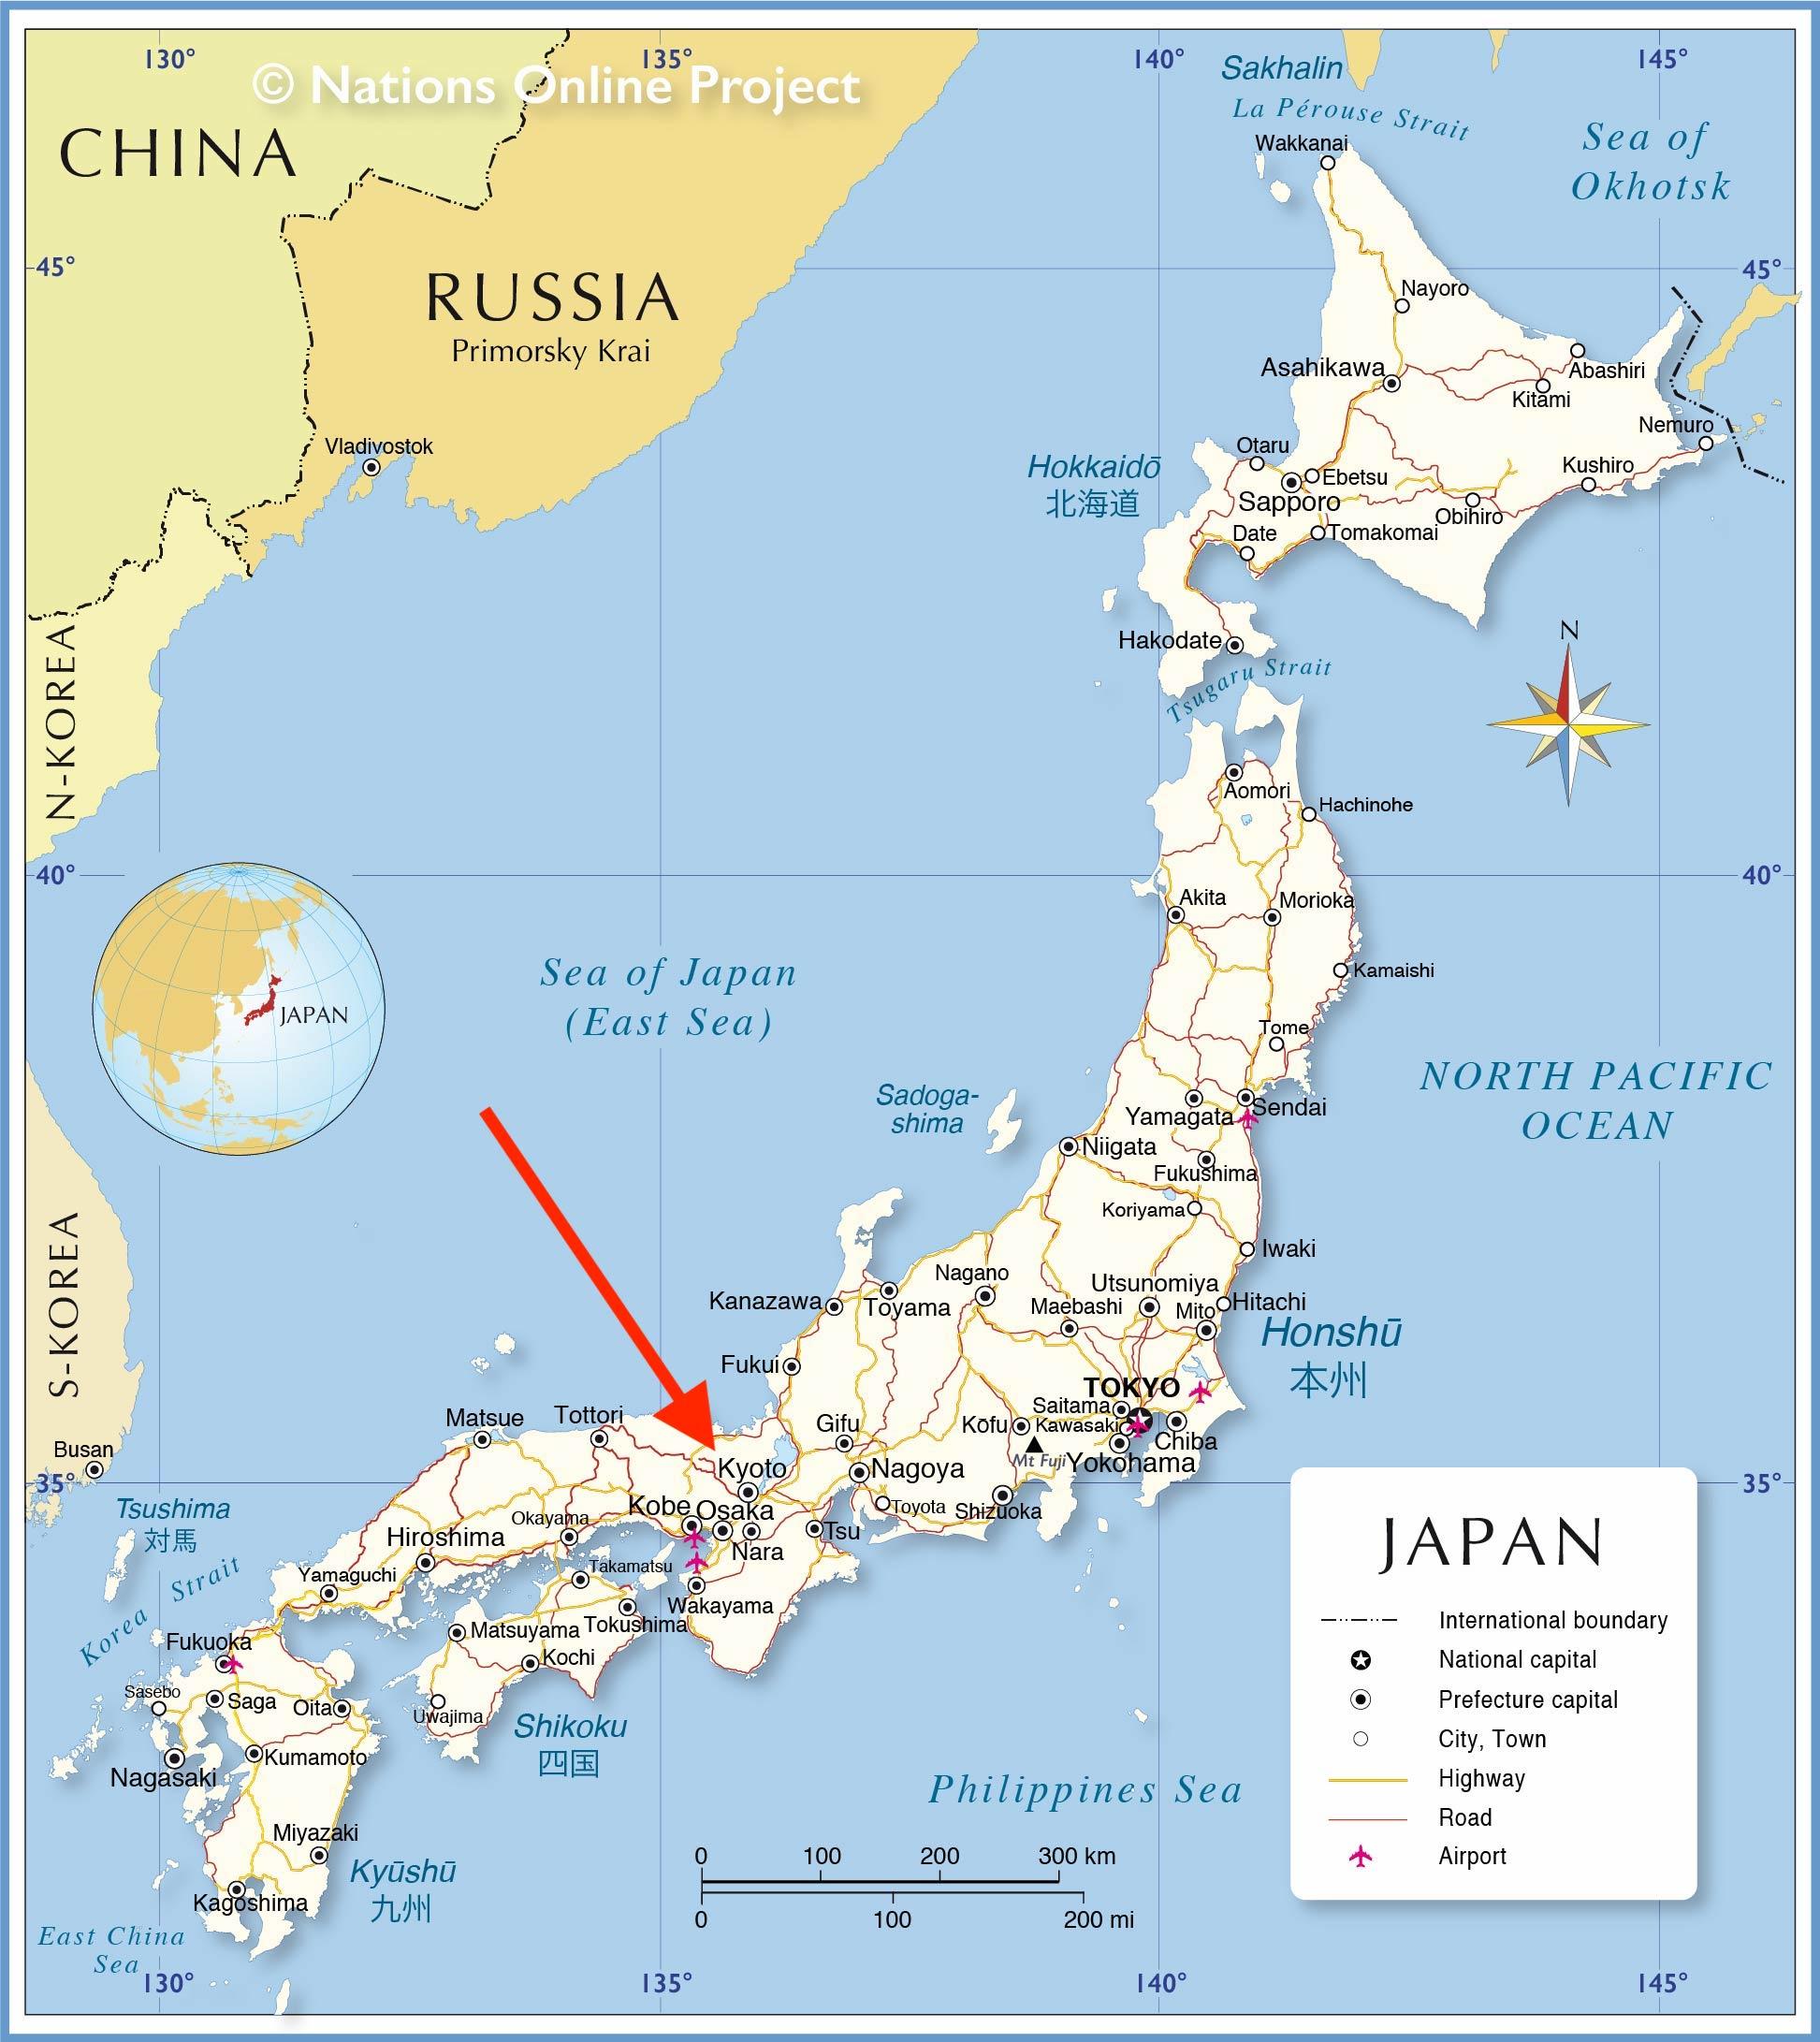 130°
135°
140°
145°
© Nations Online Project
Sakhalin
La Pérouse Strait
Wakkanai
CHINA
Sea of
Okhotsk
45°
45°
RUSSIA
Primorsky Krai
Nayoro
Asahikawa
Abashiri
Kitami
Nemuro
Vladivostok
Otaru
Hokkaidō
北海道
Ebetsu
Kushiro
Sapporo
Obihiro
Date
Tomakomai
N
Hakodate
Tsugaru Strait
N-KOREA
Aomori
Hachinohe
40°
40°
Akita
Morioka
Sea of Japan
(East Sea)
Kamaishi
JAPAN
Tome
NORTH PACIFIC
OCEAN
Sadoga-
shima
Yamagata
Sendai
Niigata
Fukushima
Koriyama
S-KOREA
Iwaki
Nagano
Utsunomiya
Kanazawa
Toyama
Maebashi
Mito
Hitachi
Honshū
本州
Fukui
TOKYO
Matsue
Tottori
Gifu
Kōfu
Saitama
Kawasaki
Chiba
Busan
Mt Fuji
Yokohama
Kyoto
Nagoya
35°
35°
Tsushima
対馬
Kobe
Osaka
Toyota
Shizuoka
Okayama
Hiroshima
Tsu
Nara
JAPAN
Korea Strait
Yamaguchi
Takamatsu
Wakayama
Tokushima
Matsuyama
Kochi
Fukuoka
Sasebo
Saga
Oita
Uwajima
Shikoku
四国
Kumamoto
Nagasaki
Philippines Sea
Miyazaki
Kyūshū
九州
Kagoshima
East China
Sea
International boundary
National capital
Prefecture capital
City, Town
Highway
Road
Airport
0 100 200 300 km
0 100 200 mi
130°
135°
140°
145°